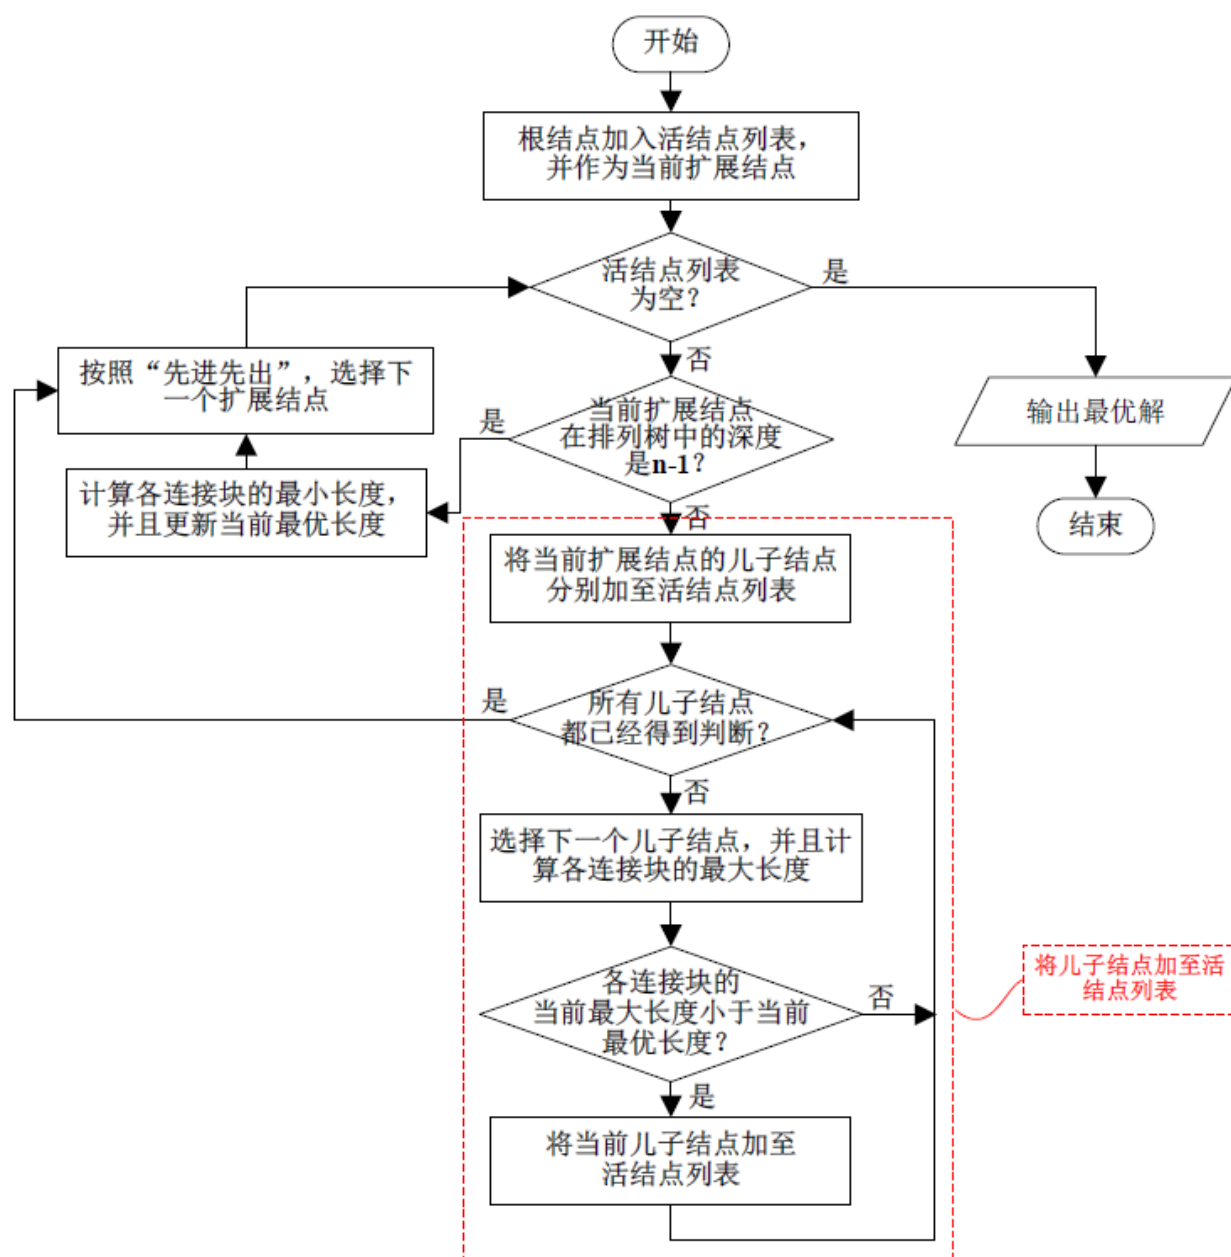 开始
根结点加入活结点列表，
并作为当前扩展结点
活结点列表
为空？
是
否
按照“先进先出”，选择下
一个扩展结点
当前扩展结点
在排列树中的深度
是n-1？
是
输出最优解
计算各连接块的最小长度，
并且更新当前最优长度
否
结束
将当前扩展结点的儿子结点
分别加至活结点列表
是
所有儿子结点
都已经得到判断？
否
选择下一个儿子结点，并且计
算各连接块的最大长度
各连接块的
当前最大长度小于当前
最优长度？
否
将儿子结点加至活
结点列表
是
将当前儿子结点加至
活结点列表